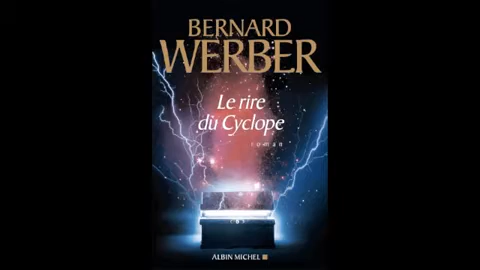 BERNARD
WERBER
Le rire
du Cyclope
roman
ALBIN MICHEL